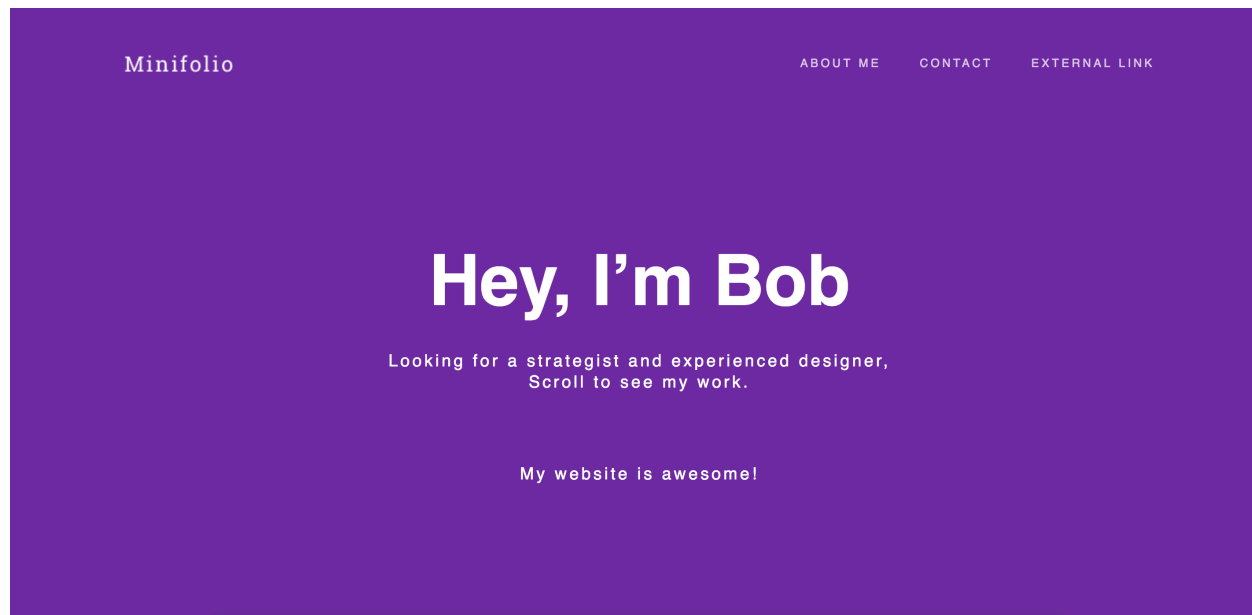 Minifolio
ABOUT ME
CONTACT
EXTERNAL LINK
Hey, I’m Bob
Looking for a strategist and experienced designer,
Scroll to see my work.
My website is awesome!